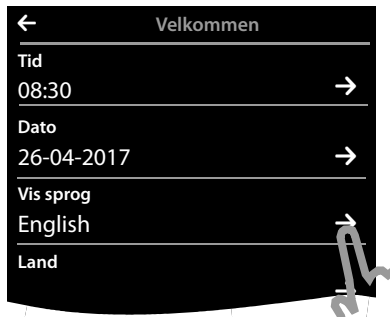 Velkommen
Tid
08:30
Dato
26-04-2017
Vis sprog
English
Land